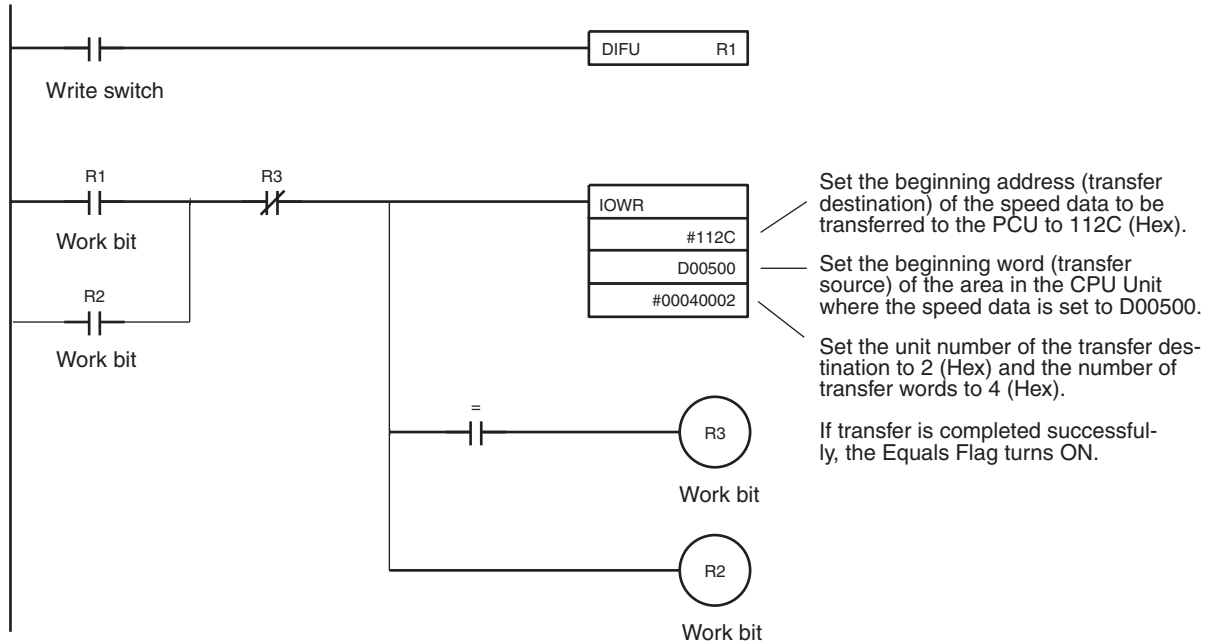 DIFU R1
Write switch
R1
R3
Work bit
R2
Work bit
IOWR
#112C
D00500
#00040002
Set the beginning address (transfer
destination) of the speed data to be
transferred to the PCU to 112C (Hex).
Set the beginning word (transfer
source) of the area in the CPU Unit
where the speed data is set to D00500.
Set the unit number of the transfer des-
tination to 2 (Hex) and the number of
transfer words to 4 (Hex).
If transfer is completed successful-
ly, the Equals Flag turns ON.
=
R3
Work bit
R2
Work bit